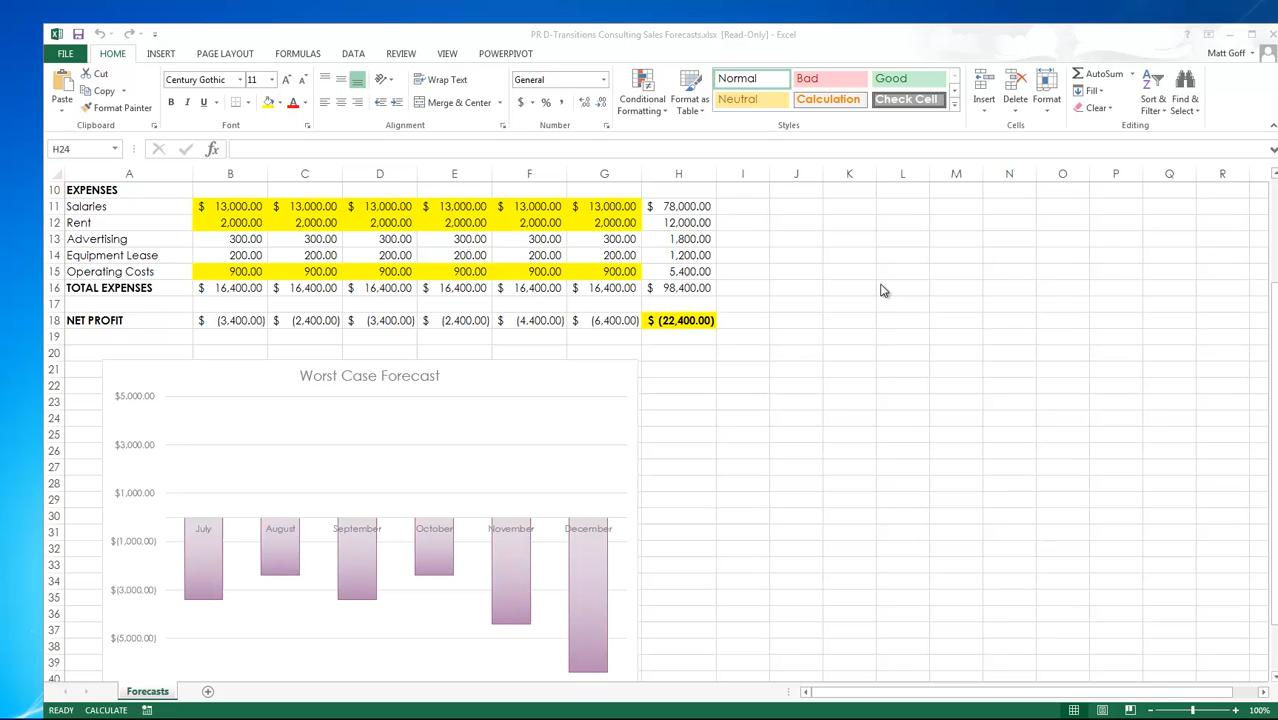 PR D-Transitions Consulting Sales Forecasts.xlsx [Read-Only] - Excel
Matt Goff
FILE HOME INSERT PAGE LAYOUT FORMULAS DATA REVIEW VIEW POWERPIVOT
Paste Cut Copy Format Painter Clipboard
Century Gothic 11 B I U A Font
Wrap Text Merge & Center Alignment
General $ % , Number
Conditional Formatting Format as Table
Normal Bad Good
Neutral Calculation Check Cell
Styles
Insert Delete Format Cells
AutoSum Fill Clear Sort & Filter Find & Select Editing
H24 fx
A B C D E F G H I J K L M N O P Q R
10 EXPENSES
11 Salaries $ 13,000.00 $ 13,000.00 $ 13,000.00 $ 13,000.00 $ 13,000.00 $ 13,000.00 $ 78,000.00
12 Rent 2,000.00 2,000.00 2,000.00 2,000.00 2,000.00 2,000.00 12,000.00
13 Advertising 300.00 300.00 300.00 300.00 300.00 300.00 1,800.00
14 Equipment Lease 200.00 200.00 200.00 200.00 200.00 200.00 1,200.00
15 Operating Costs 900.00 900.00 900.00 900.00 900.00 900.00 5,400.00
16 TOTAL EXPENSES $ 16,400.00 $ 16,400.00 $ 16,400.00 $ 16,400.00 $ 16,400.00 $ 16,400.00 $ 98,400.00
17
18 NET PROFIT $ (3,400.00) $ (2,400.00) $ (3,400.00) $ (2,400.00) $ (4,400.00) $ (6,400.00) $ (22,400.00)
19
20
21
22 Worst Case Forecast
23 $5,000.00
24
25
26 $3,000.00
27
28
29 $1,000.00
30
31 July August September October November December
32 $(1,000.00)
33
34
35 $(3,000.00)
36
37
38 $(5,000.00)
39
40
Forecasts
READY CALCULATE 100%